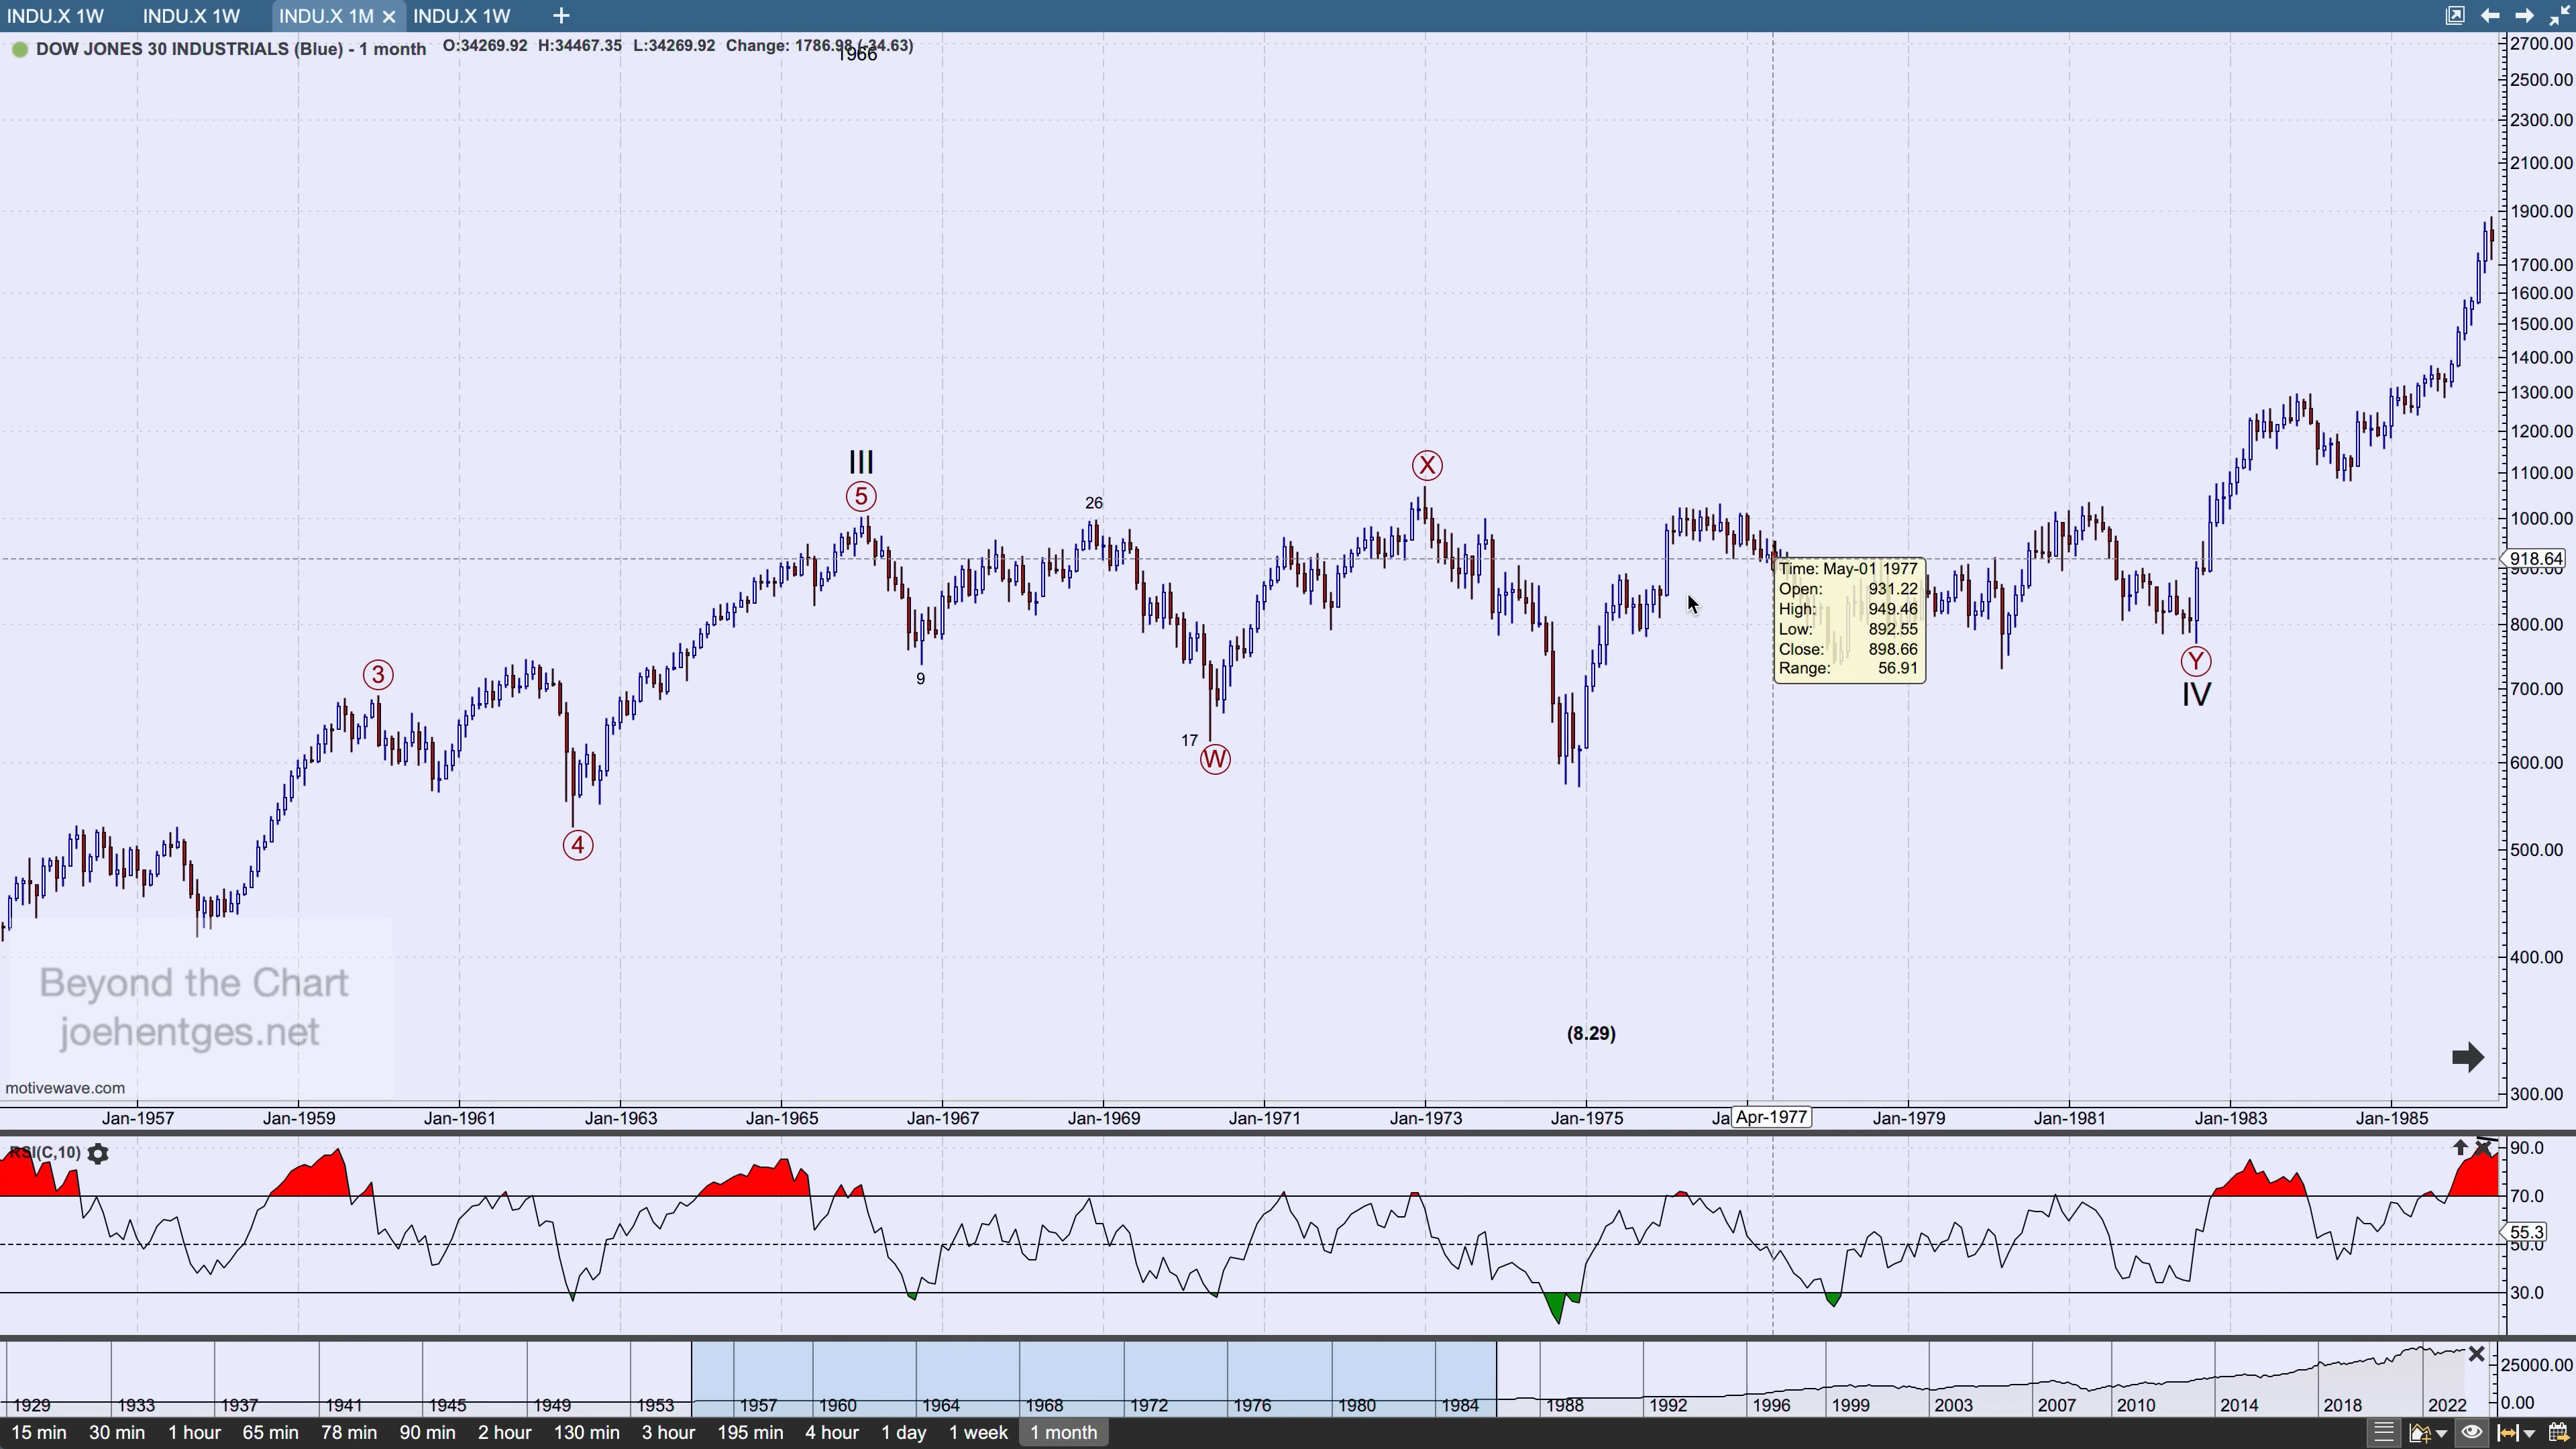 INDU.X 1W INDU.X 1W INDU.X 1M INDU.X 1W
DOW JONES 30 INDUSTRIALS (Blue) - 1 month O:34269.92 H:34467.35 L:34269.92 Change: 1786.98 (-34.63)
1966
2700.00
2500.00
2300.00
2100.00
1900.00
1700.00
1600.00
1500.00
1400.00
1300.00
1200.00
1100.00
1000.00
918.64
900.00
800.00
700.00
600.00
500.00
400.00
300.00
III
5
X
26
3
9
17
W
4
Y
IV
Time: May-01 1977
Open: 931.22
High: 949.46
Low: 892.55
Close: 898.66
Range: 56.91
(8.29)
Beyond the Chart
joehentges.net
motivewave.com
Jan-1957 Jan-1959 Jan-1961 Jan-1963 Jan-1965 Jan-1967 Jan-1969 Jan-1971 Jan-1973 Jan-1975 Ja Apr-1977 Jan-1979 Jan-1981 Jan-1983 Jan-1985
RSI(C,10)
90.0
70.0
55.3
50.0
30.0
25000.00
0.00
1929 1933 1937 1941 1945 1949 1953 1957 1960 1964 1968 1972 1976 1980 1984 1988 1992 1996 1999 2003 2007 2010 2014 2018 2022
15 min 30 min 1 hour 65 min 78 min 90 min 2 hour 130 min 3 hour 195 min 4 hour 1 day 1 week 1 month